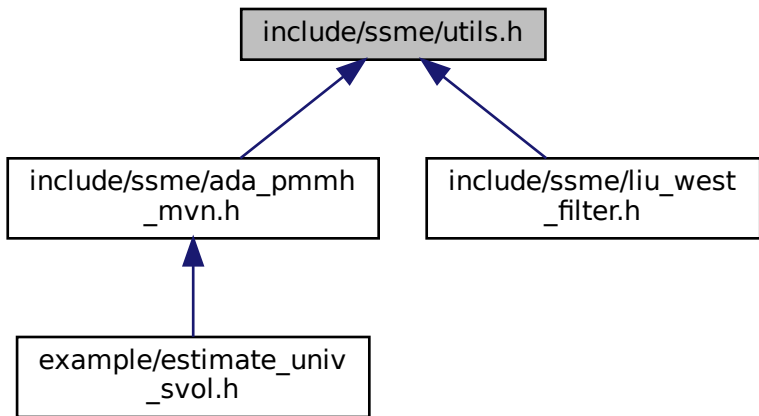 include/ssme/utils.h
include/ssme/ada_pmmh
_mvn.h
include/ssme/liu_west
_filter.h
example/estimate_univ
_svol.h